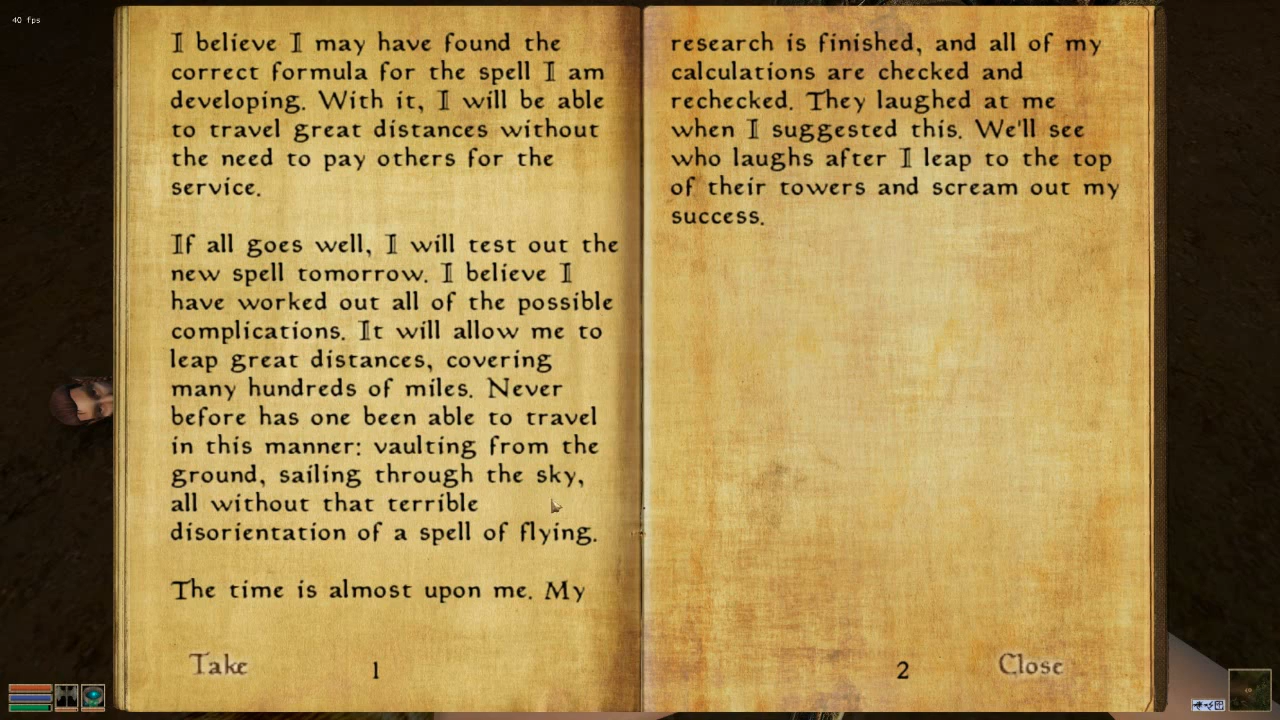 40 fps
I believe I may have found the
correct formula for the spell I am
developing. With it, I will be able
to travel great distances without
the need to pay others for the
service.
If all goes well, I will test out the
new spell tomorrow. I believe I
have worked out all of the possible
complications. It will allow me to
leap great distances, covering
many hundreds of miles. Never
before has one been able to travel
in this manner: vaulting from the
ground, sailing through the sky,
all without that terrible
disorientation of a spell of flying.
The time is almost upon me. My
Take
1
research is finished, and all of my
calculations are checked and
rechecked. They laughed at me
when I suggested this. We'll see
who laughs after I leap to the top
of their towers and scream out my
success.
2
Close